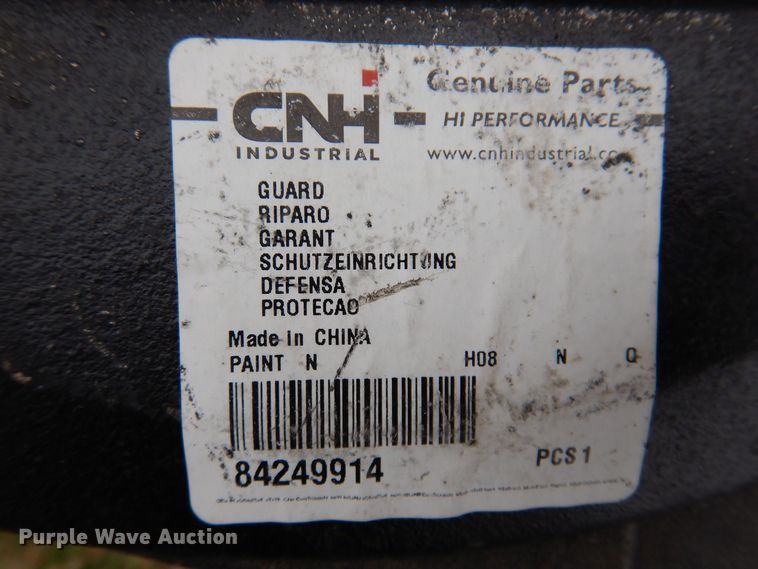 CNH
INDUSTRIAL
Genuine Parts
HI PERFORMANCE
www.cnhindustrial.co
GUARD
RIPARO
GARANT
SCHUTZEINRICHTUNG
DEFENSA
PROTECAO
Made in CHINA
PAINT N H08 N Q
84249914
PCS 1
Purple Wave Auction